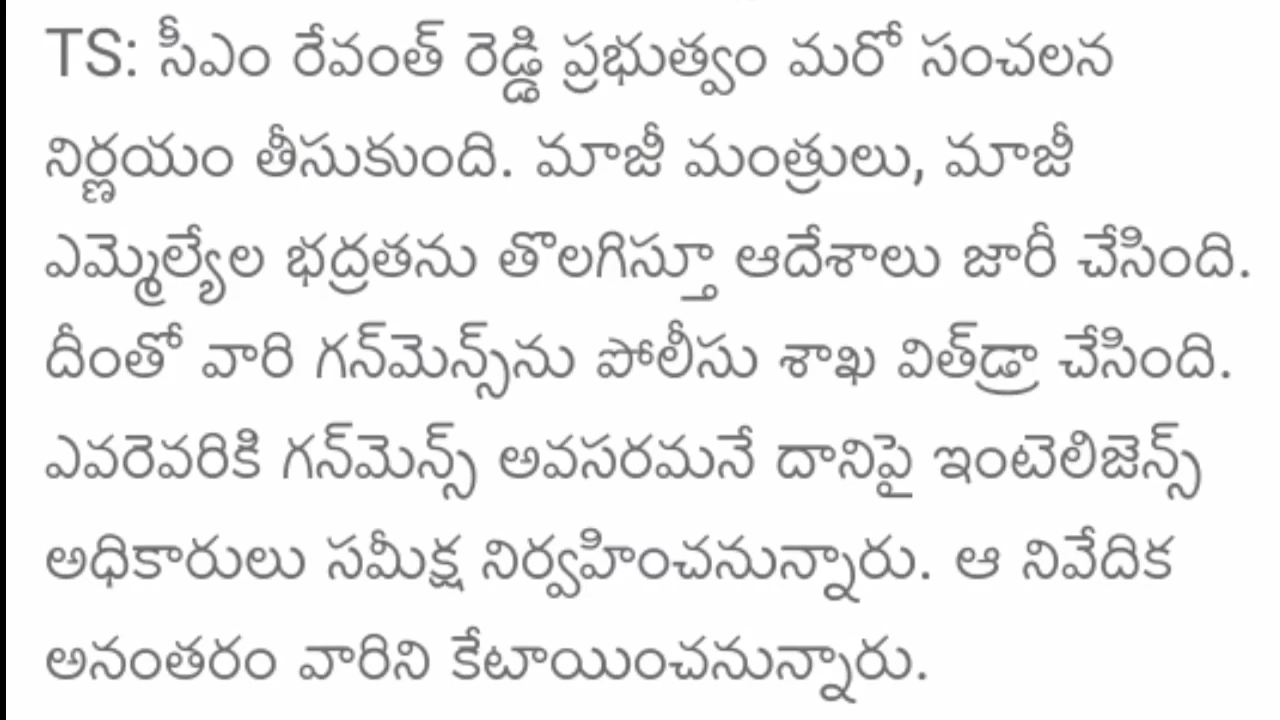 TS: సీఎం రేవంత్ రెడ్డి ప్రభుత్వం మరో సంచలన
నిర్ణయం తీసుకుంది. మాజీ మంత్రులు, మాజీ
ఎమ్మెల్యేల భద్రతను తొలగిస్తూ ఆదేశాలు జారీ చేసింది.
దీంతో వారి గన్‌మెన్స్‌ను పోలీసు శాఖ విత్‌డ్రా చేసింది.
ఎవరెవరికి గన్‌మెన్స్ అవసరమనే దానిపై ఇంటెలిజెన్స్
అధికారులు సమీక్ష నిర్వహించనున్నారు. ఆ నివేదిక
అనంతరం వారిని కేటాయించనున్నారు.